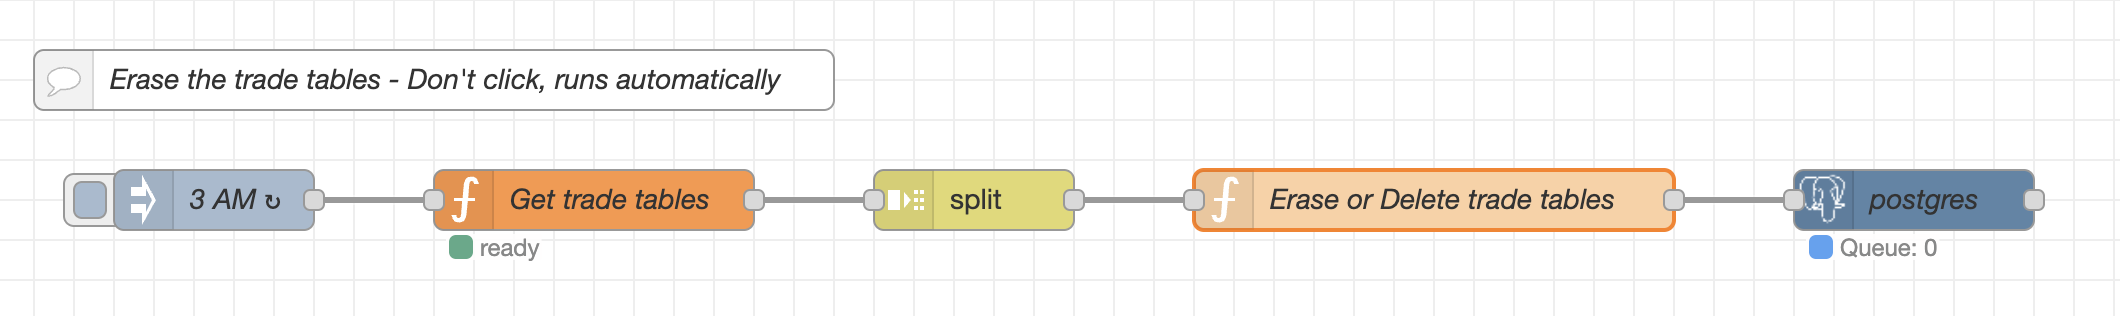 Erase the trade tables - Don't click, runs automatically
3 AM ↻
Get trade tables
split
Erase or Delete trade tables
postgres
ready
Queue: 0